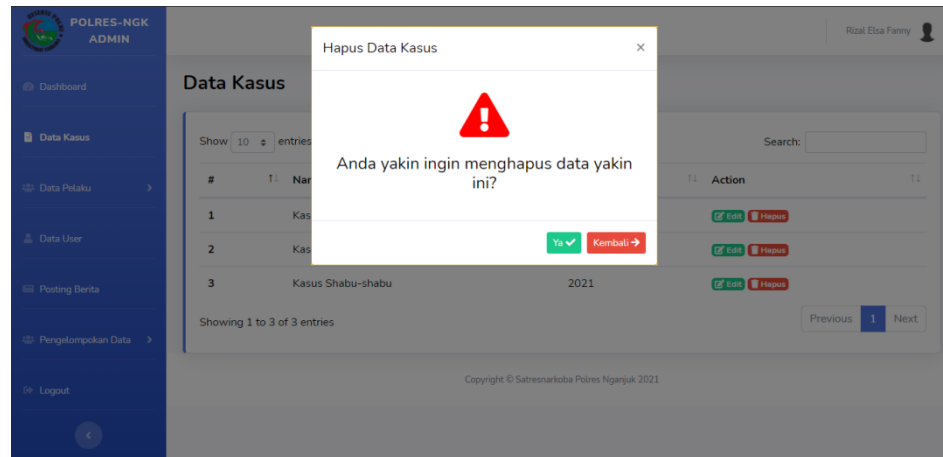 POLRES-NGK
ADMIN
Rizal Elsa Fanny
Dashboard
Data Kasus
Data Pelaku
Data User
Posting Berita
Pengelompokan Data
Logout
Data Kasus
Hapus Data Kasus ×
Anda yakin ingin menghapus data yakin
ini?
Ya Kembali
Show 10 entries
Search:
# Action
1 Kas Edit Hapus
2 Kas Edit Hapus
3 Kasus Shabu-shabu 2021 Edit Hapus
Showing 1 to 3 of 3 entries
Previous 1 Next
Copyright © Satresnarkoba Polres Nganjuk 2021